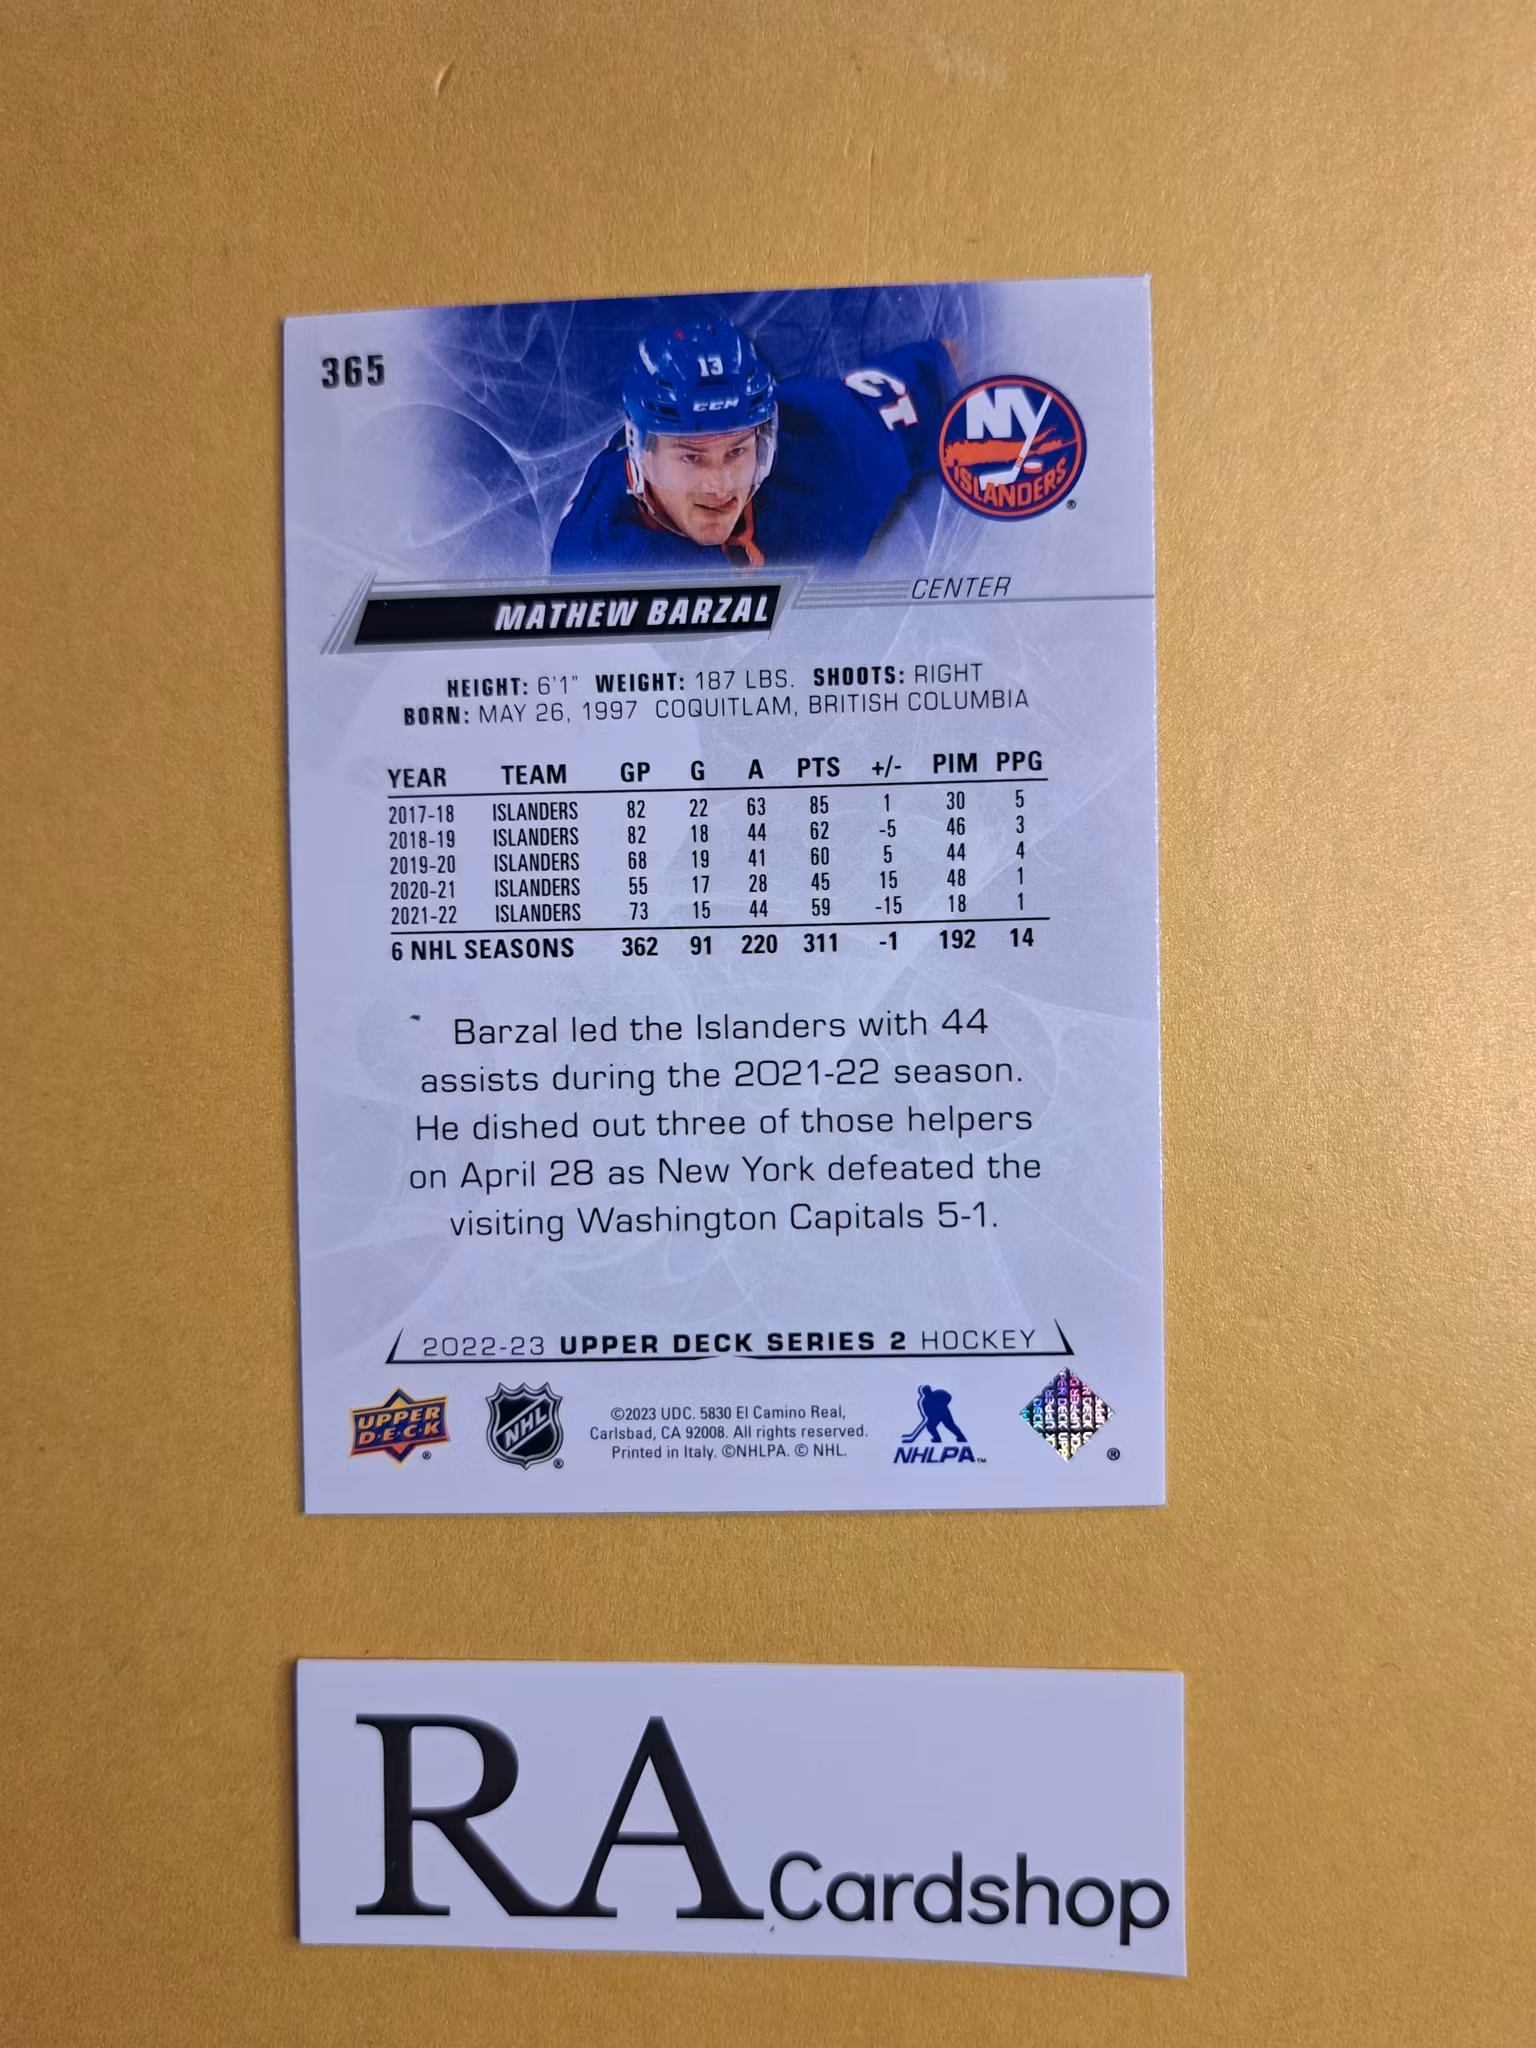 365
13
CCM
13
NY
ISLANDERS
®
CENTER
MATHEW BARZAL
HEIGHT: 6'1" WEIGHT: 187 LBS. SHOOTS: RIGHT
BORN: MAY 26, 1997 COQUITLAM, BRITISH COLUMBIA
YEAR TEAM GP G A PTS +/- PIM PPG
2017-18 ISLANDERS 82 22 63 85 1 30 5
2018-19 ISLANDERS 82 18 44 62 -5 46 3
2019-20 ISLANDERS 68 19 41 60 5 44 4
2020-21 ISLANDERS 55 17 28 45 15 48 1
2021-22 ISLANDERS 73 15 44 59 -15 18 1
6 NHL SEASONS 362 91 220 311 -1 192 14
Barzal led the Islanders with 44
assists during the 2021-22 season.
He dished out three of those helpers
on April 28 as New York defeated the
visiting Washington Capitals 5-1.
2022-23 UPPER DECK SERIES 2 HOCKEY
UPPER
D·E·C·K
®
NHL
®
©2023 UDC. 5830 El Camino Real,
Carlsbad, CA 92008. All rights reserved.
Printed in Italy. ©NHLPA. © NHL.
NHLPA™
UPPER DECK
®
RA Cardshop